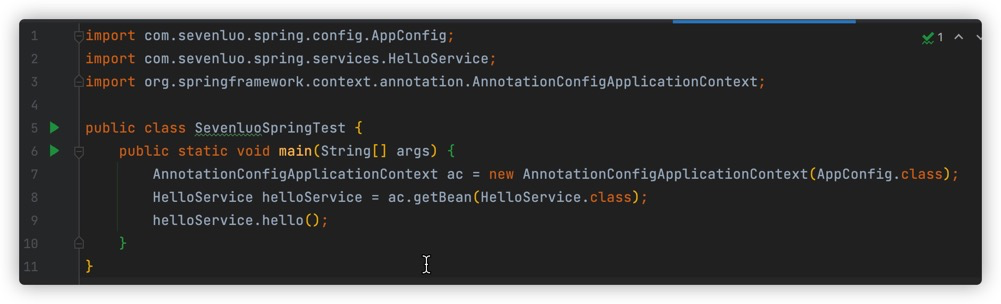 1 import com.sevenluo.spring.config.AppConfig; 1
2 import com.sevenluo.spring.services.HelloService;
3 import org.springframework.context.annotation.AnnotationConfigApplicationContext;
4
5 public class SevenluoSpringTest {
6 public static void main(String[] args) {
7 AnnotationConfigApplicationContext ac = new AnnotationConfigApplicationContext(AppConfig.class);
8 HelloService helloService = ac.getBean(HelloService.class);
9 helloService.hello();
10 }
11 }